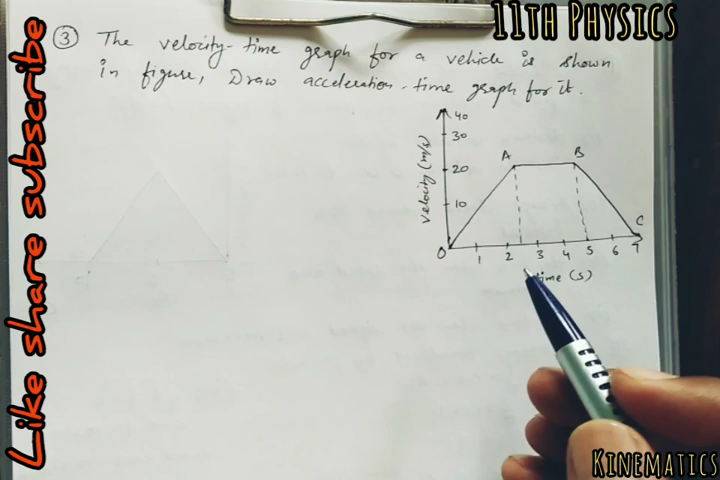 11th Physics
③ The velocity-time graph for a vehicle is shown
in figure, Draw acceleration-time graph for it.
Like share subscribe
Velocity (m/s)
40
30
20
10
A B
C
0 1 2 3 4 5 6 7
time (s)
Kinematics